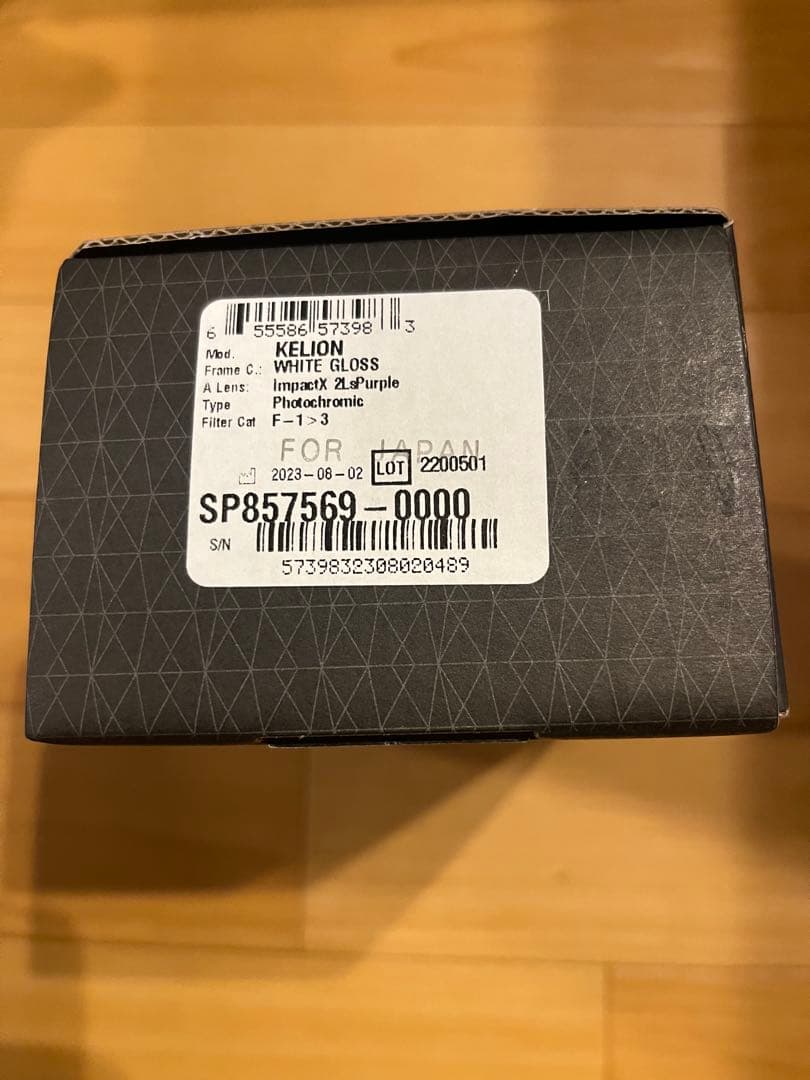 6 55586 57398 3
Mod. KELION
Frame C.: WHITE GLOSS
A Lens: ImpactX 2LsPurple
Type Photochromic
Filter Cat F-1>3
FOR JAPAN
2023-08-02 LOT 2200501
SP857569-0000
S/N
5739832308020489